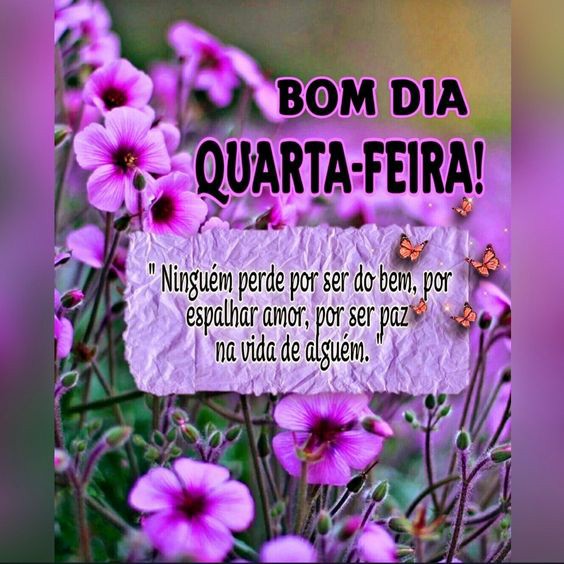 BOM DIA
QUARTA-FEIRA!
" Ninguém perde por ser do bem, por
espalhar amor, por ser paz
na vida de alguém. "